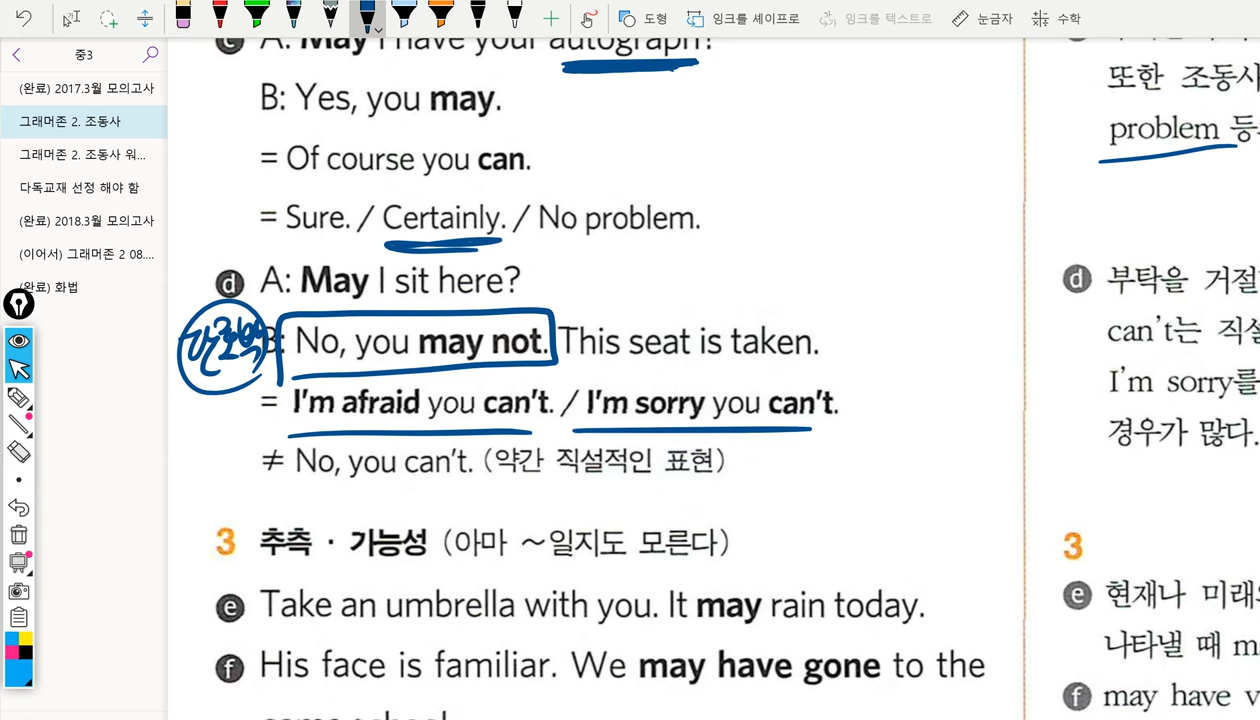 도형
잉크를 셰이프로
잉크를 텍스트로
눈금자
수학
중3
(완료) 2017.3월 모의고사
그래머존 2. 조동사
그래머존 2. 조동사 워...
다독교재 선정 해야 함
(완료) 2018.3월 모의고사
(이어서) 그래머존 2 08....
(완료) 화법
c A: May I have your autograph?
B: Yes, you may.
= Of course you can.
= Sure. / Certainly. / No problem.
d A: May I sit here?
B: No, you may not. This seat is taken.
= I'm afraid you can't. / I'm sorry you can't.
≠ No, you can't. (약간 직설적인 표현)
3 추측 · 가능성 (아마 ~일지도 모른다)
e Take an umbrella with you. It may rain today.
f His face is familiar. We may have gone to the
same school.
또한 조동사
problem 등
d 부탁을 거절
can't는 직설
I'm sorry를
경우가 많다.
3
e 현재나 미래
나타낼 때 m
f may have v